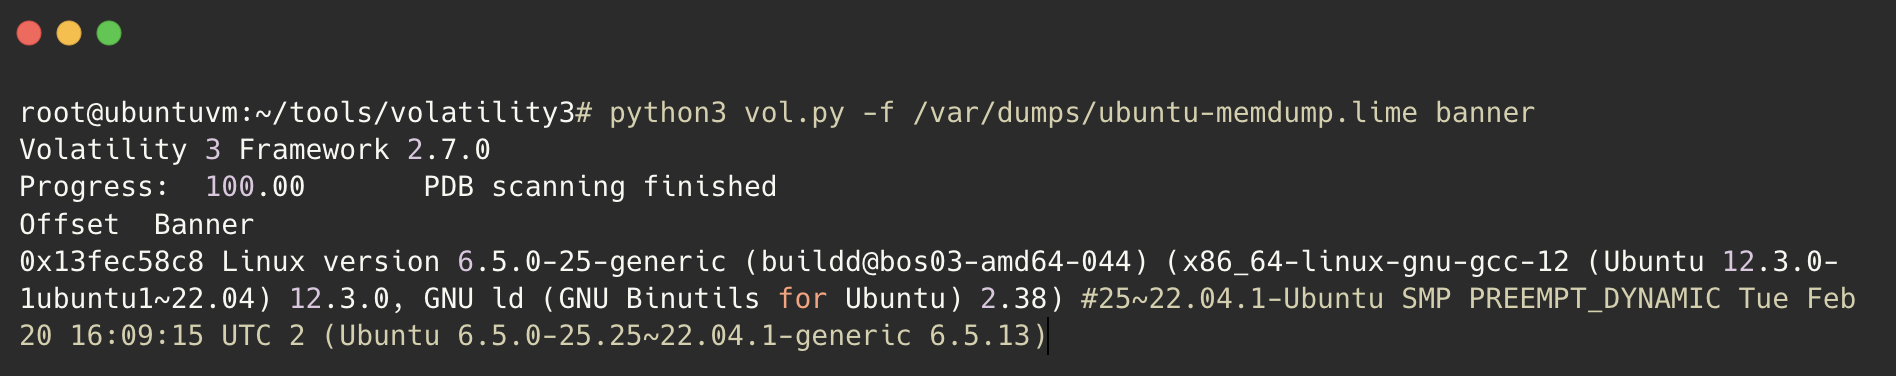 root@ubuntuvm:~/tools/volatility3# python3 vol.py -f /var/dumps/ubuntu-memdump.lime banner
Volatility 3 Framework 2.7.0
Progress:  100.00       PDB scanning finished
Offset  Banner
0x13fec58c8 Linux version 6.5.0-25-generic (buildd@bos03-amd64-044) (x86_64-linux-gnu-gcc-12 (Ubuntu 12.3.0-
1ubuntu1~22.04) 12.3.0, GNU ld (GNU Binutils for Ubuntu) 2.38) #25~22.04.1-Ubuntu SMP PREEMPT_DYNAMIC Tue Feb
20 16:09:15 UTC 2 (Ubuntu 6.5.0-25.25~22.04.1-generic 6.5.13)